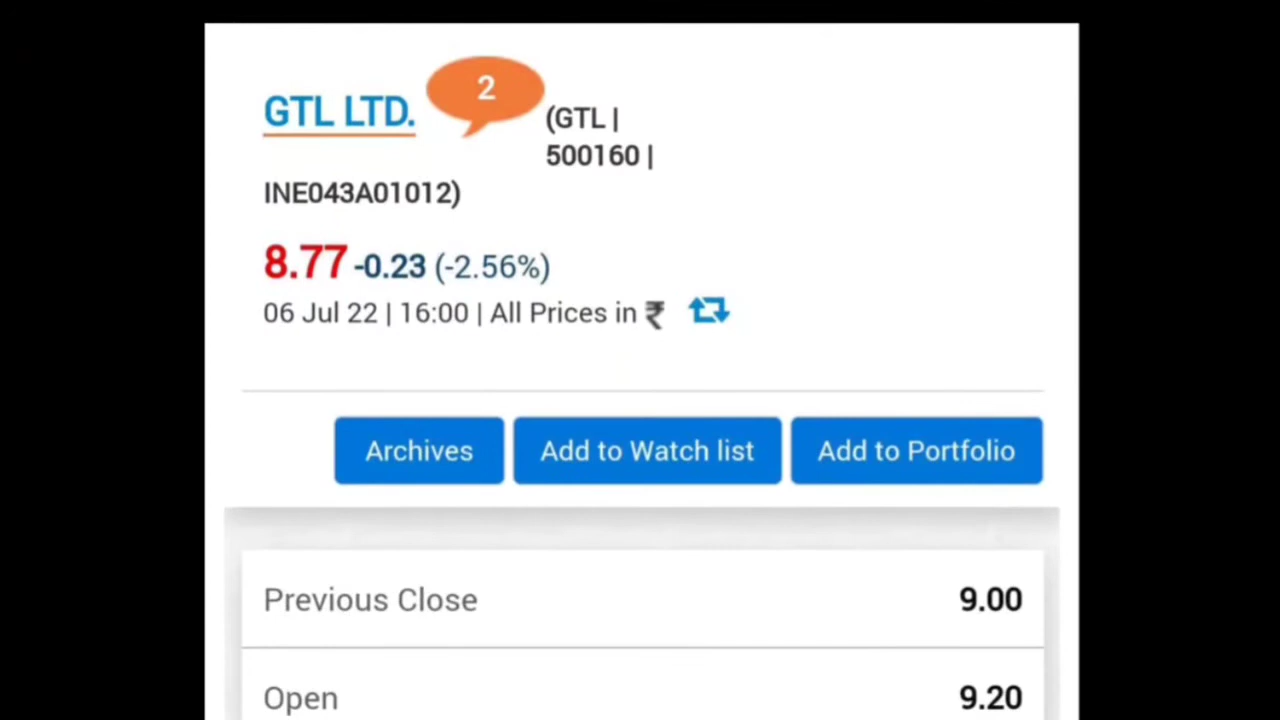 GTL LTD. 2 (GTL |
500160 |
INE043A01012)
8.77 -0.23 (-2.56%)
06 Jul 22 | 16:00 | All Prices in ₹
Archives Add to Watch list Add to Portfolio
Previous Close 9.00
Open 9.20